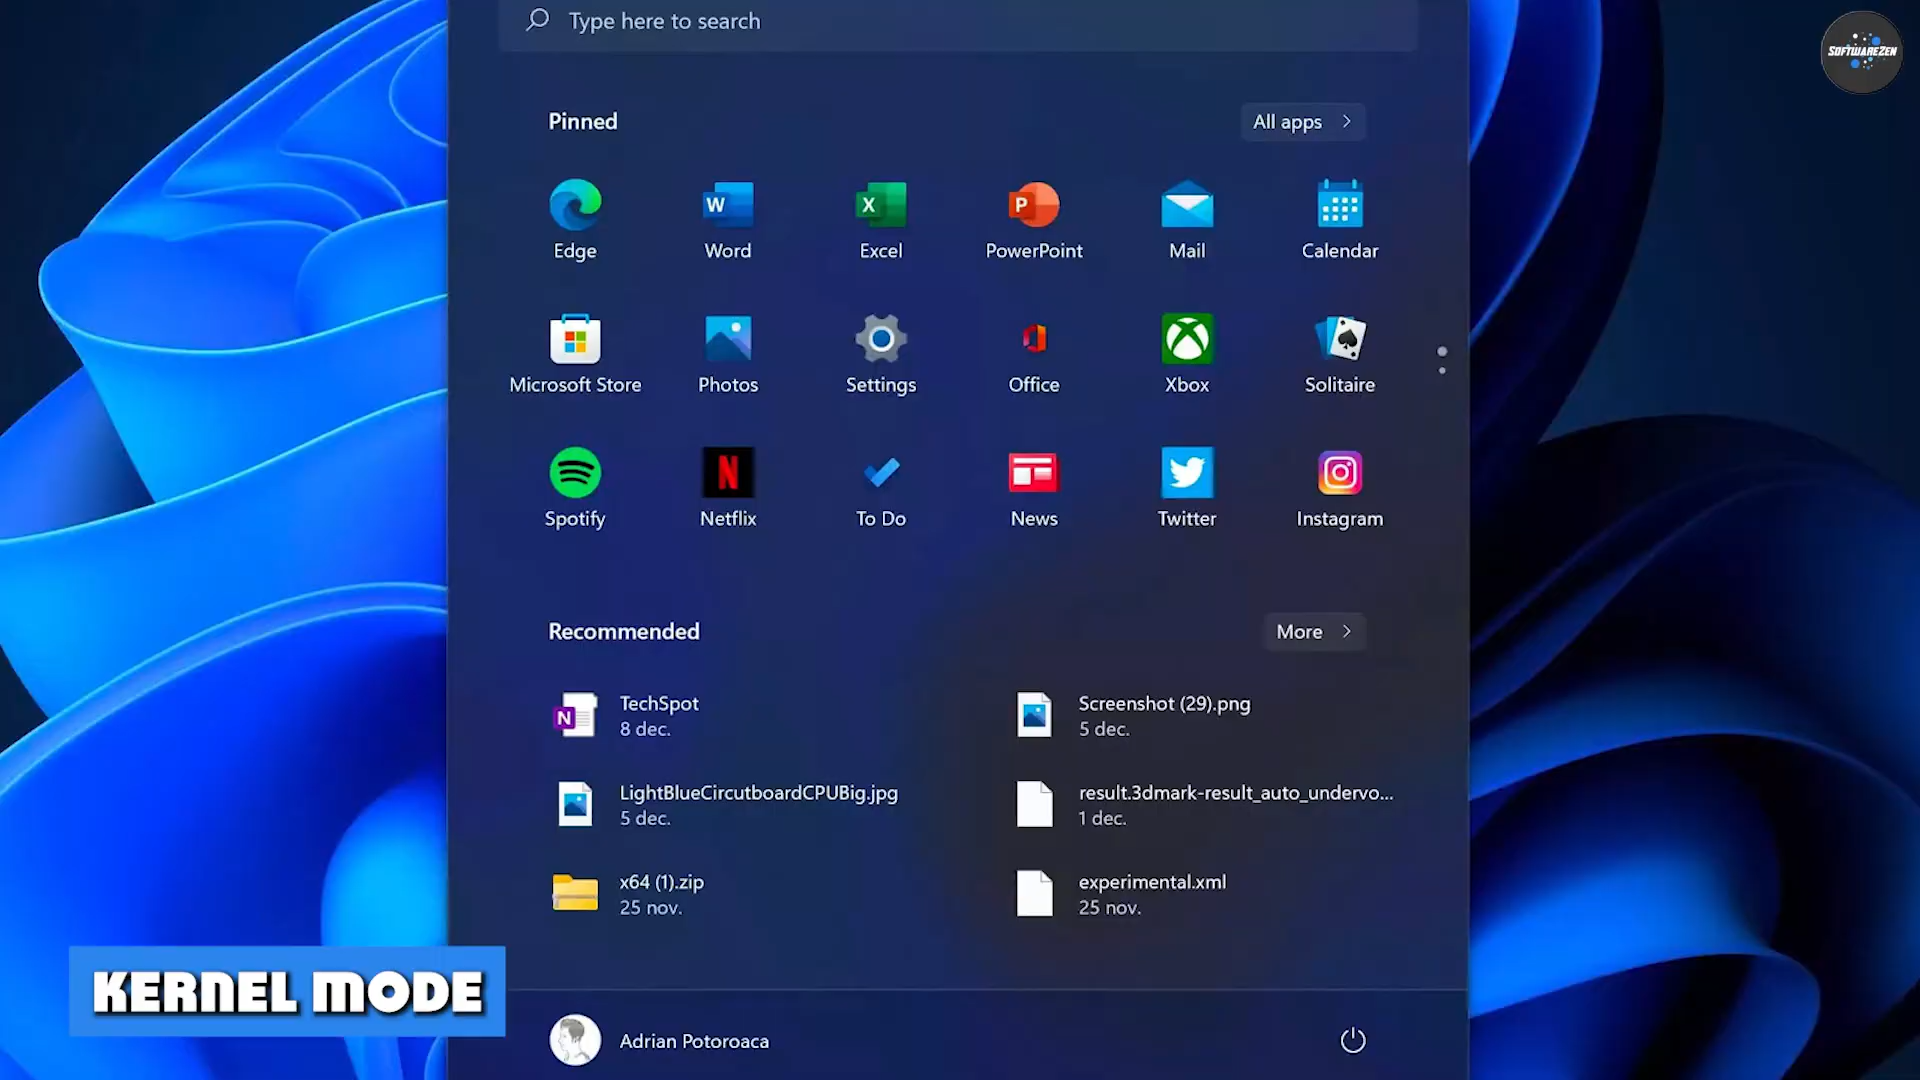 Type here to search
SOFTWAREZEN
Pinned
All apps
Edge
Word
Excel
PowerPoint
Mail
Calendar
Microsoft Store
Photos
Settings
Office
Xbox
Solitaire
Spotify
Netflix
To Do
News
Twitter
Instagram
Recommended
More
TechSpot
8 dec.
Screenshot (29).png
5 dec.
LightBlueCircutboardCPUBig.jpg
5 dec.
result.3dmark-result_auto_undervo...
1 dec.
x64 (1).zip
25 nov.
experimental.xml
25 nov.
KERNEL MODE
Adrian Potoroaca